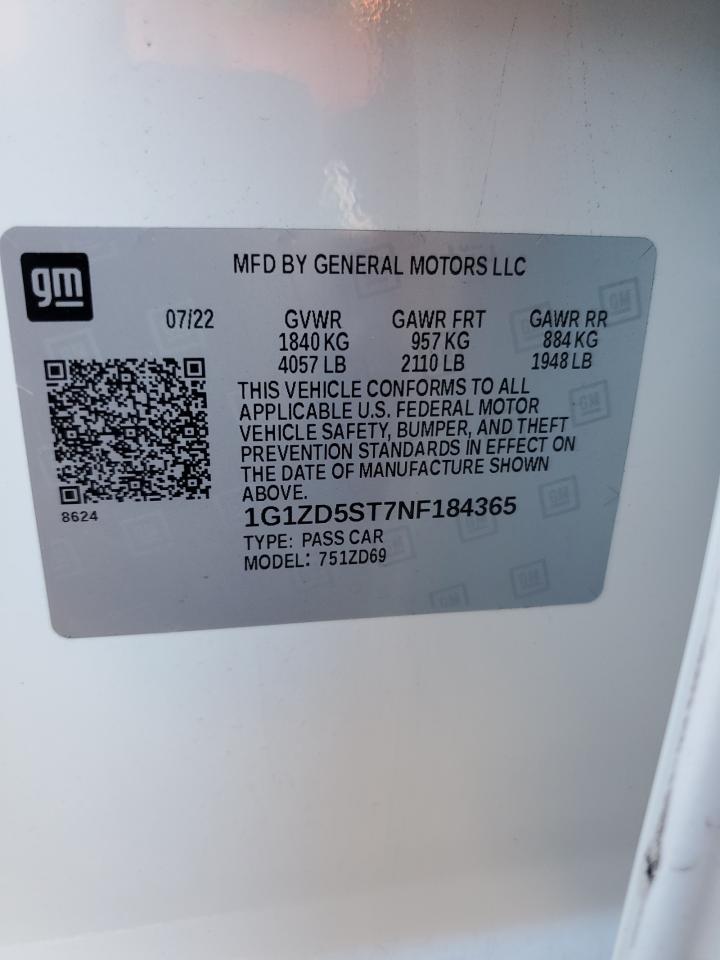 gm
MFD BY GENERAL MOTORS LLC
07/22 GVWR GAWR FRT GAWR RR
1840 KG 957 KG 884 KG
4057 LB 2110 LB 1948 LB
THIS VEHICLE CONFORMS TO ALL
APPLICABLE U.S. FEDERAL MOTOR
VEHICLE SAFETY, BUMPER, AND THEFT
PREVENTION STANDARDS IN EFFECT ON
THE DATE OF MANUFACTURE SHOWN
ABOVE.
8624
1G1ZD5ST7NF184365
TYPE: PASS CAR
MODEL: 751ZD69